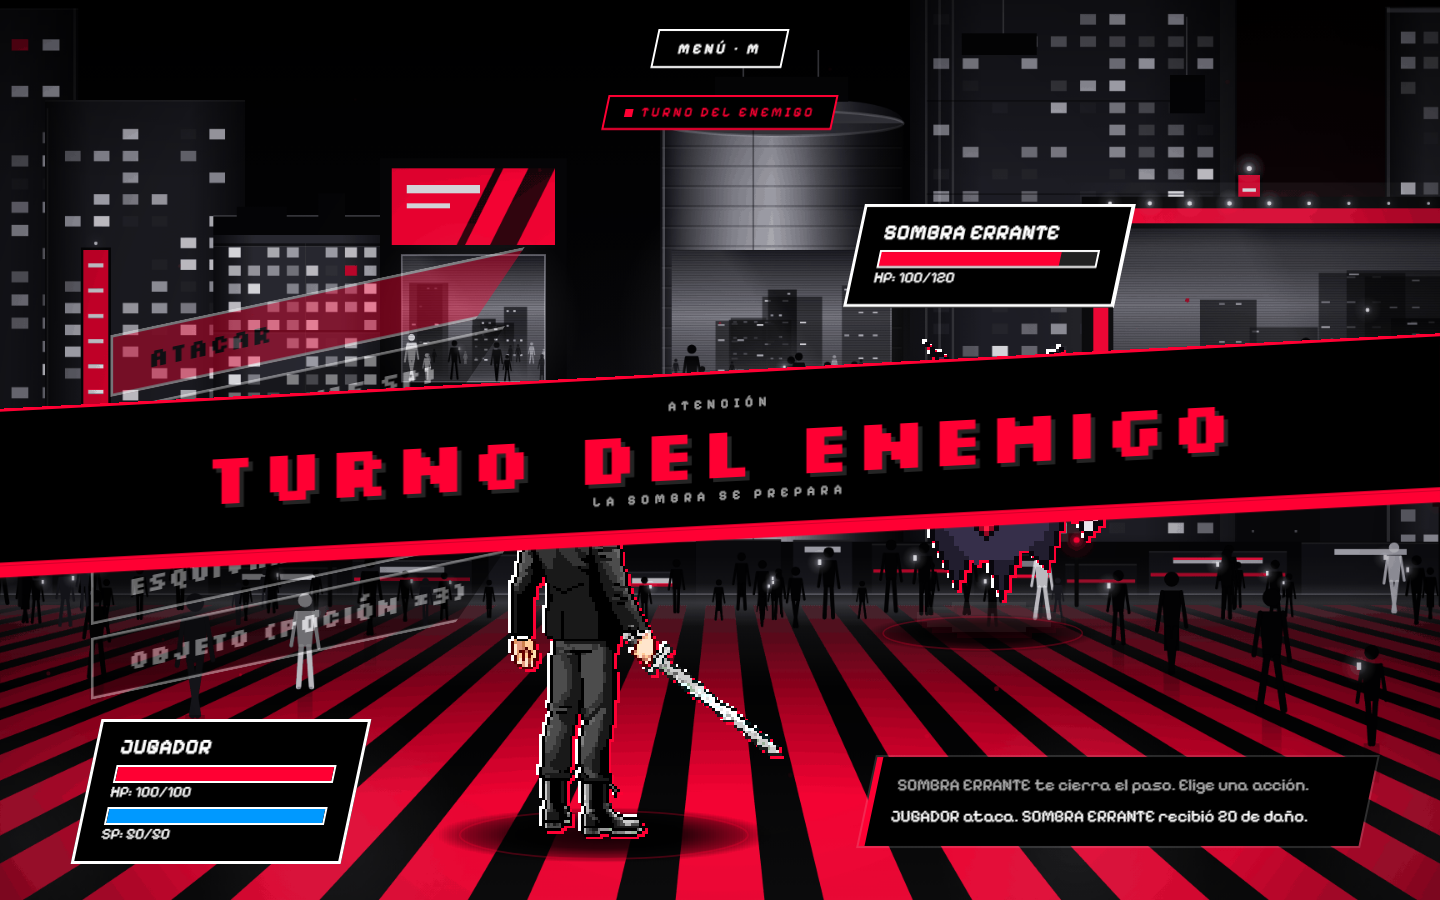 MENÚ · M
TURNO DEL ENEMIGO
SOMBRA ERRANTE
HP: 100/120
ATACAR
ATENCIÓN
TURNO DEL ENEMIGO
LA SOMBRA SE PREPARA
OBJETO (POCIÓN x3)
JUGADOR
HP: 100/100
SP: 50/50
SOMBRA ERRANTE te cierra el paso. Elige una acción.
JUGADOR ataca. SOMBRA ERRANTE recibió 20 de daño.